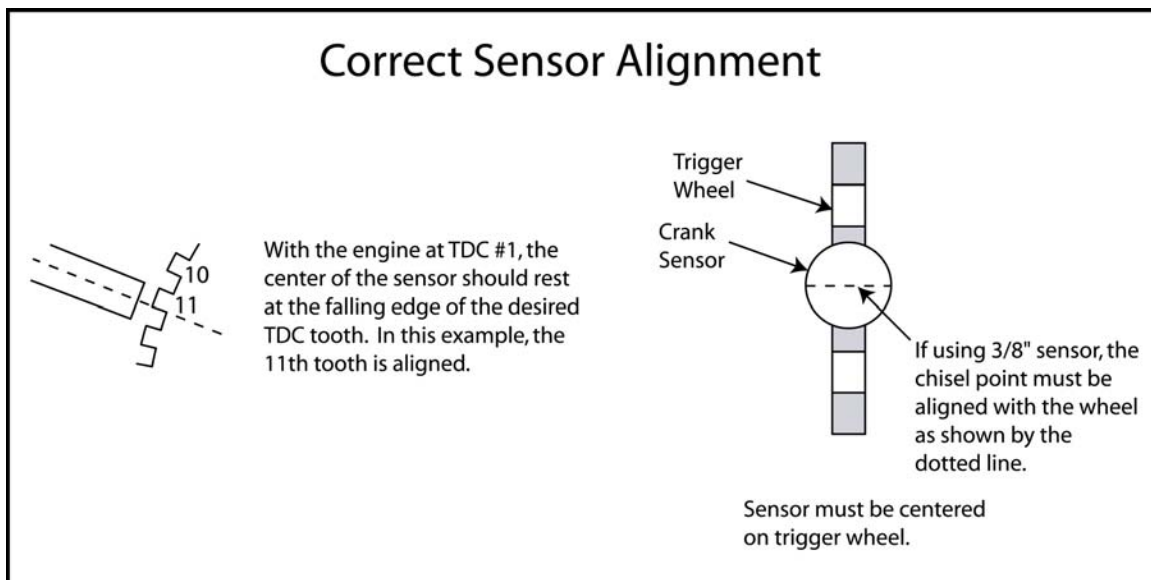 Correct Sensor Alignment
10
11
With the engine at TDC #1, the
center of the sensor should rest
at the falling edge of the desired
TDC tooth. In this example, the
11th tooth is aligned.
Trigger
Wheel
Crank
Sensor
If using 3/8" sensor, the
chisel point must be
aligned with the wheel
as shown by the
dotted line.
Sensor must be centered
on trigger wheel.